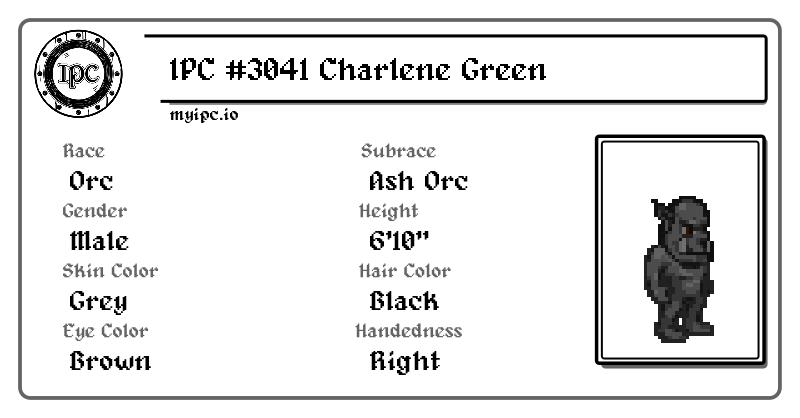 IPC
IPC #3041 Charlene Green
myipc.io
Race
Orc
Subrace
Ash Orc
Gender
Male
Height
6'10"
Skin Color
Grey
Hair Color
Black
Eye Color
Brown
Handedness
Right